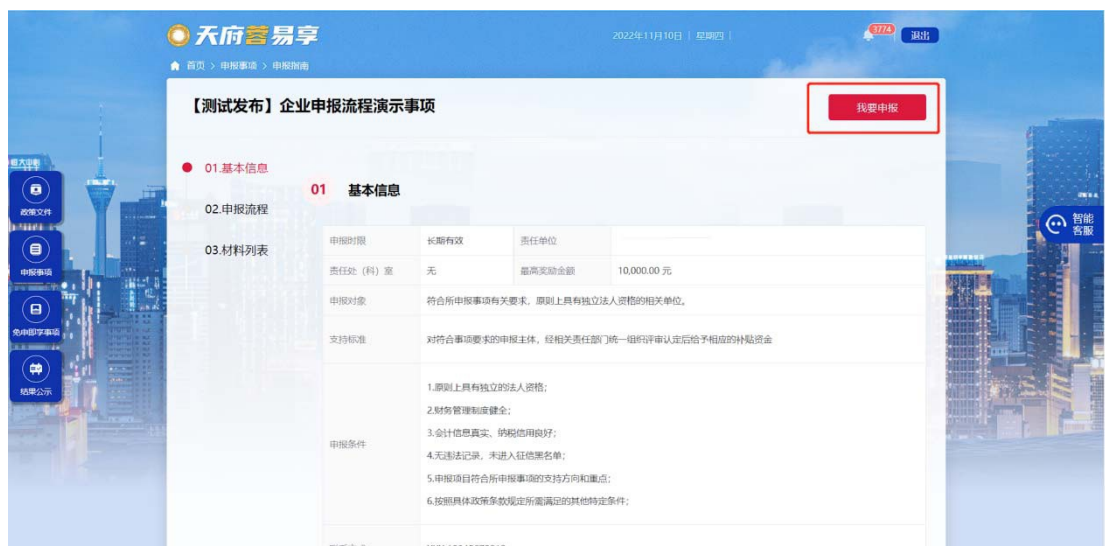 天府蓉易享
2022年11月10日 | 星期四 |
3774
退出
首页 > 申报事项 > 申报指南
【测试发布】企业申报流程演示事项
我要申报
01.基本信息
02.申报流程
03.材料列表
01 基本信息
申报时限 长期有效 责任单位
责任处（科）室 无 最高奖励金额 10,000.00 元
申报对象 符合所申报事项有关要求，原则上具有独立法人资格的相关单位。
支持标准 对符合事项要求的申报主体，经相关责任部门统一组织评审认定后给予相应的补贴资金
申报条件
1.原则上具有独立的法人资格；
2.财务管理制度健全；
3.会计信息真实、纳税信用良好；
4.无违法记录，未进入征信黑名单；
5.申报项目符合所申报事项的支持方向和重点；
6.按照具体政策条款规定所需满足的其他特定条件；
政策文件
申报事项
免申即享事项
结果公示
智能
客服